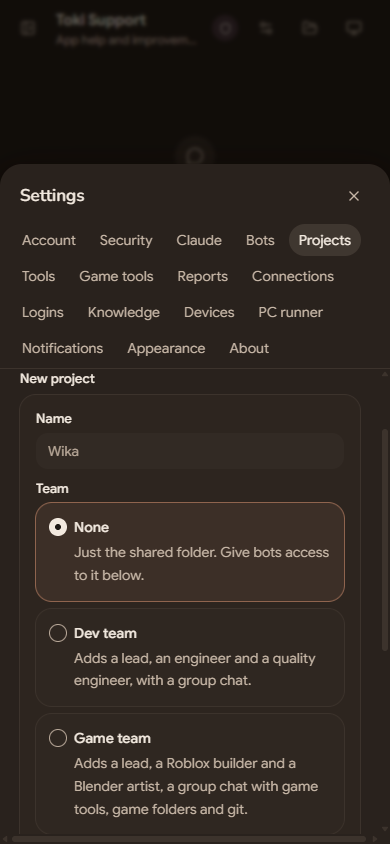 Toki Support
App help and improvem...
Settings
Account Security Claude Bots Projects
Tools Game tools Reports Connections
Logins Knowledge Devices PC runner
Notifications Appearance About
New project
Name
Wika
Team
None
Just the shared folder. Give bots access
to it below.
Dev team
Adds a lead, an engineer and a quality
engineer, with a group chat.
Game team
Adds a lead, a Roblox builder and a
Blender artist, a group chat with game
tools, game folders and git.